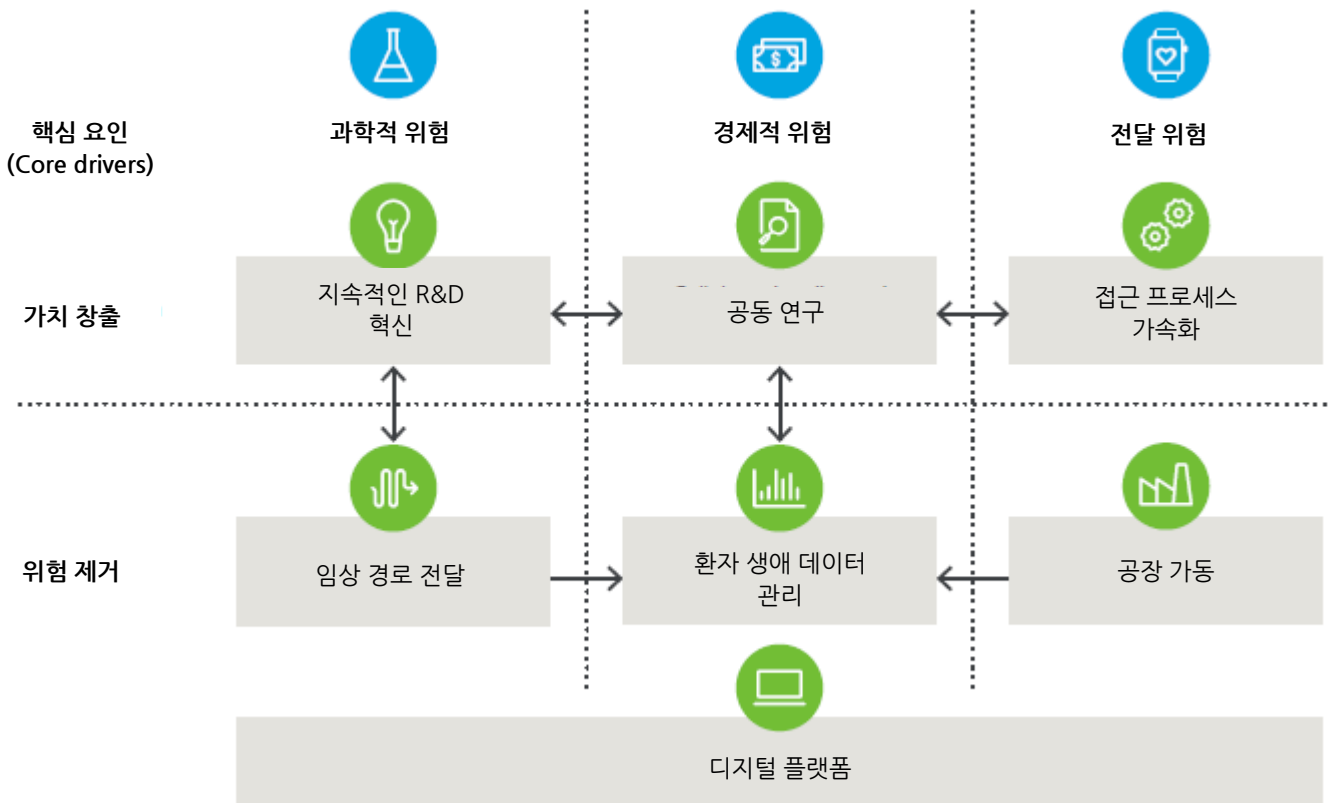 핵심 요인
(Core drivers)
과학적 위험
경제적 위험
전달 위험
가치 창출
지속적인 R&D
혁신
공동 연구
접근 프로세스
가속화
위험 제거
임상 경로 전달
환자 생애 데이터
관리
공장 가동
디지털 플랫폼